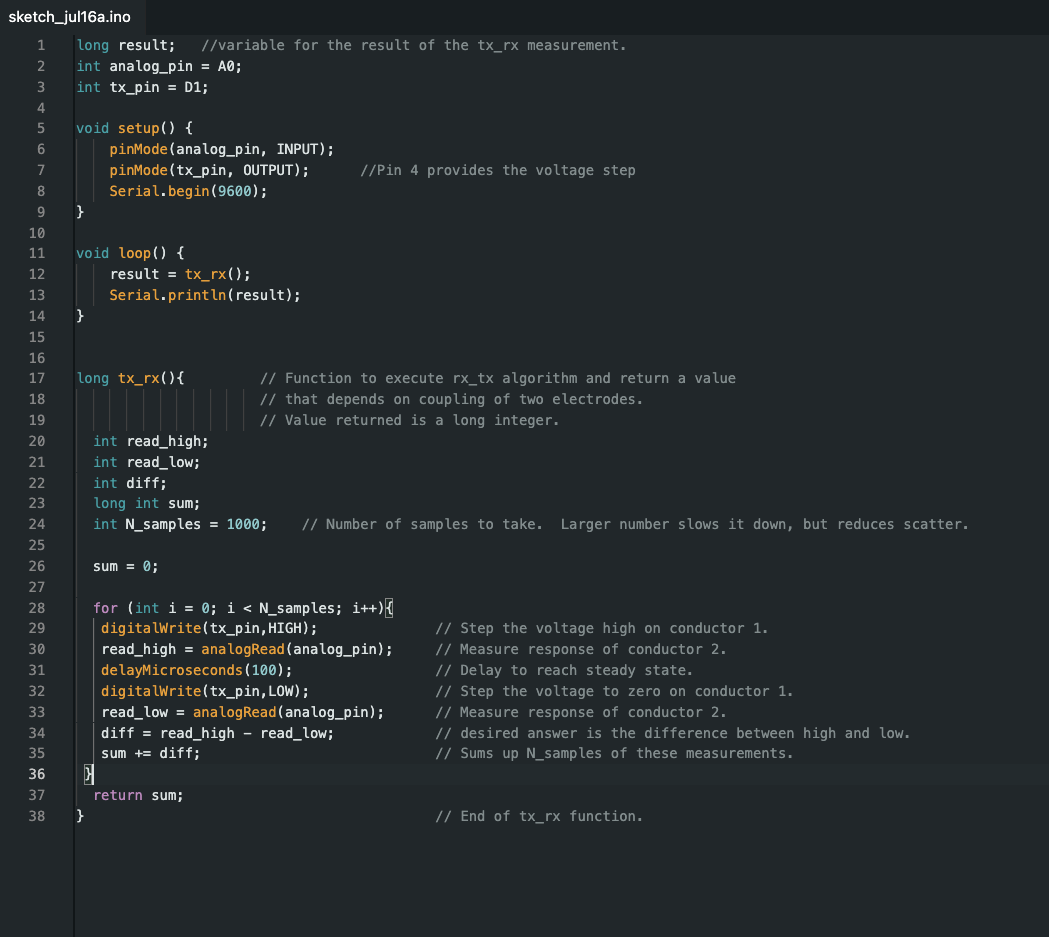 sketch_jul16a.ino
1 long result;   //variable for the result of the tx_rx measurement.
2 int analog_pin = A0;
3 int tx_pin = D1;
4
5 void setup() {
6     pinMode(analog_pin, INPUT);
7     pinMode(tx_pin, OUTPUT);      //Pin 4 provides the voltage step
8     Serial.begin(9600);
9 }
10
11 void loop() {
12     result = tx_rx();
13     Serial.println(result);
14 }
15
16
17 long tx_rx(){         // Function to execute rx_tx algorithm and return a value
18                       // that depends on coupling of two electrodes.
19                       // Value returned is a long integer.
20   int read_high;
21   int read_low;
22   int diff;
23   long int sum;
24   int N_samples = 1000;    // Number of samples to take.  Larger number slows it down, but reduces scatter.
25
26   sum = 0;
27
28   for (int i = 0; i < N_samples; i++){
29    digitalWrite(tx_pin,HIGH);              // Step the voltage high on conductor 1.
30    read_high = analogRead(analog_pin);     // Measure response of conductor 2.
31    delayMicroseconds(100);                 // Delay to reach steady state.
32    digitalWrite(tx_pin,LOW);               // Step the voltage to zero on conductor 1.
33    read_low = analogRead(analog_pin);      // Measure response of conductor 2.
34    diff = read_high - read_low;            // desired answer is the difference between high and low.
35    sum += diff;                            // Sums up N_samples of these measurements.
36  }
37   return sum;
38 }                                          // End of tx_rx function.